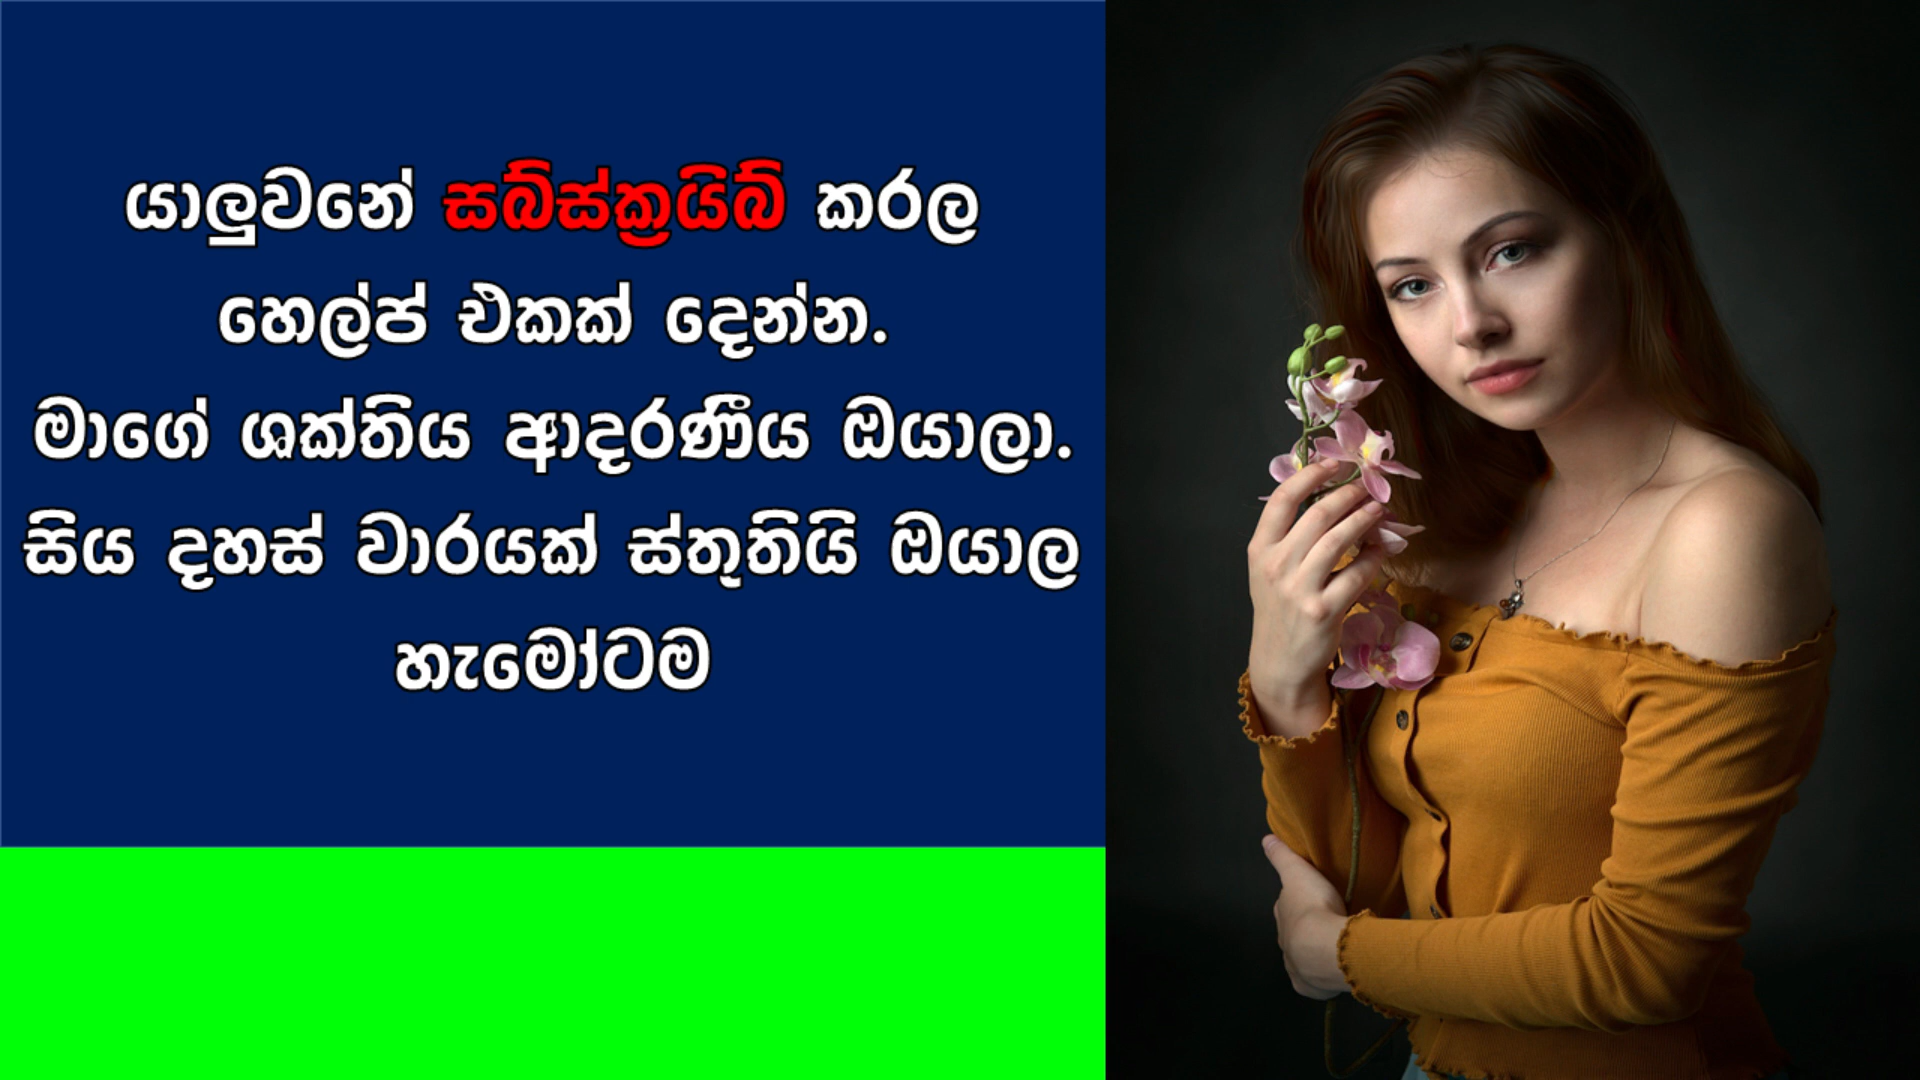 යාලුවනේ සබ්ස්ක්‍රයිබ් කරල
හෙල්ප් එකක් දෙන්න.
මාගේ ශක්තිය ආදරණීය ඔයාලා.
සිය දහස් වාරයක් ස්තුතියි ඔයාල
හැමෝටම